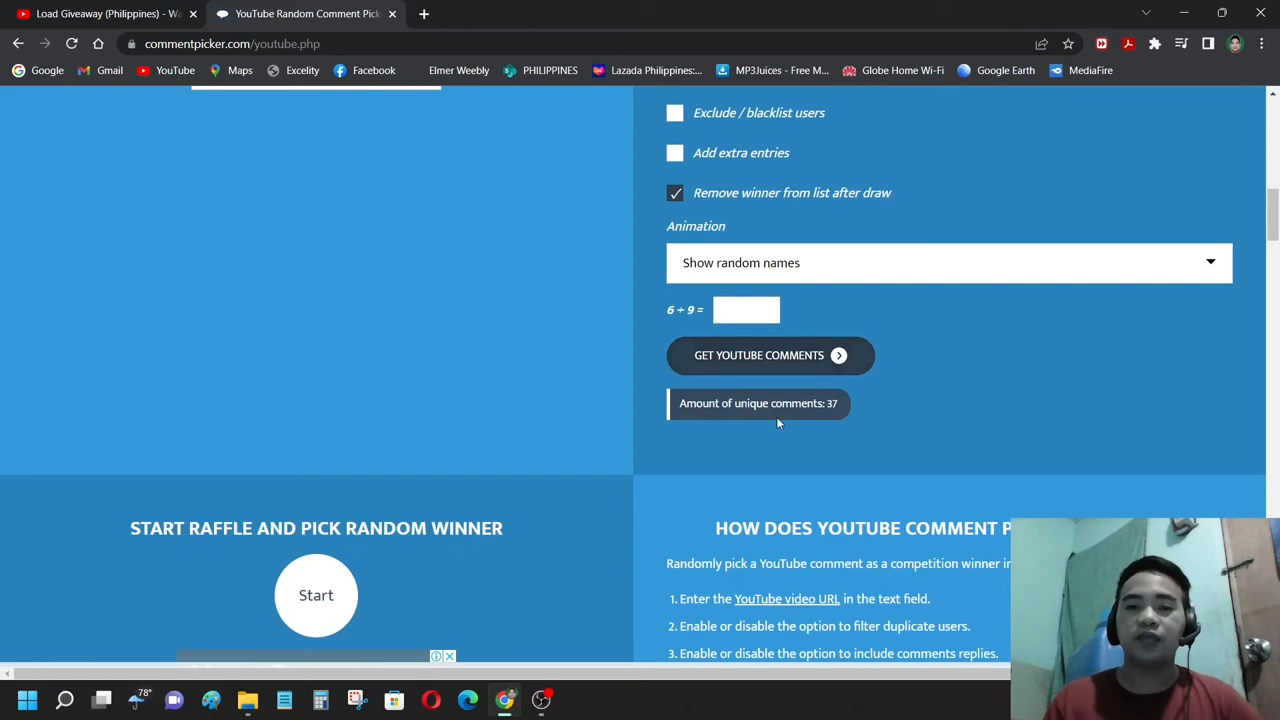 Load Giveaway (Philippines) - Wa
YouTube Random Comment Pick
commentpicker.com/youtube.php
Google
Gmail
YouTube
Maps
Excelity
Facebook
Elmer Weebly
PHILIPPINES
Lazada Philippines:...
MP3Juices - Free M...
Globe Home Wi-Fi
Google Earth
MediaFire
Exclude / blacklist users
Add extra entries
Remove winner from list after draw
Animation
Show random names
6 + 9 =
GET YOUTUBE COMMENTS
Amount of unique comments: 37
START RAFFLE AND PICK RANDOM WINNER
Start
HOW DOES YOUTUBE COMMENT P
Randomly pick a YouTube comment as a competition winner in
1. Enter the YouTube video URL in the text field.
2. Enable or disable the option to filter duplicate users.
3. Enable or disable the option to include comments replies.
78°